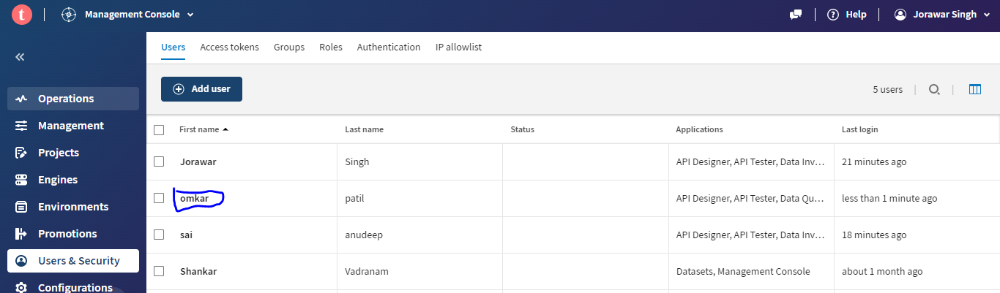 t Management Console Help Jorawar Singh
Users Access tokens Groups Roles Authentication IP allowlist
Operations
Management
Projects
Engines
Environments
Promotions
Users & Security
Configurations
Add user 5 users
First name Last name Status Applications Last login
Jorawar Singh API Designer, API Tester, Data Inv… 21 minutes ago
omkar patil API Designer, API Tester, Data Qu… less than 1 minute ago
sai anudeep API Designer, API Tester, Data Inv… 18 minutes ago
Shankar Vadranam Datasets, Management Console about 1 month ago